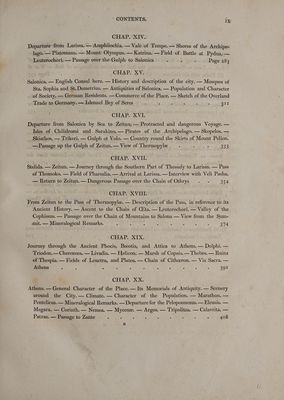 CONTENTS. ix
CHAP. XIV.
Departure from Larissa. — Amphilochia. — Vale of Tempe. — Shores of the Archipe-
lago. — Platamana. — Mount Olympus. — Katrina. — Field of Battle at Pydna. —
Leuterochori. — Passage over the Gulph to Salonica Page 283
CHAP. XV.
Salonica. — English Consul here. — History and description of the city. — Mosques of
Sta. Sophia and St. Demetrius. — Antiquities of Salonica. — Population and Character
of Society. — German Residents. — Commerce of the Place. — Sketch of the Overland
Trade to Germany. — Ishmael Bey of Seres 311
CHAP. XVI.
Departure from Salonica by Sea to Zeitun. — Protracted and dangerous Voyage. —
Isles of Chilidromi and Sarakino. — Pirates of the Archipelago. — Skopelos. —
Skiathos. — Trikeri. — Gulph of Volo. — Country round the Skirts of Mount Pelion.
— Passage up the Gulph of Zeitun. — View of Thermopylæ 333
CHAP. XVII.
Stelida. — Zeitun. — Journey through the Southern Part of Thessaly to Larissa. — Pass
of Thomoko. — Field of Pharsalia. — Arrival at Larissa. — Interview with Veli Pasha.
— Return to Zeitun. — Dangerous Passage over the Chain of Othrys 354
CHAP. XVIII.
From Zeitun to the Pass of Thermopylæ. — Description of the Pass, in reference to its
Ancient History. — Ascent to the Chain of Œta. — Leuterochori. — Valley of the
Cephissus. — Passage over the Chain of Mountains to Salona. — View from the Sum-
mit. — Mineralogical Remarks. 374
CHAP. XIX.
Journey through the Ancient Phocis, Boeotia, and Attica to Athens. — Delphi. —
Triodos. — Chæronea. — Livadia. — Helicon. — Marsh of Copais. — Thebes. — Ruins
of Thespia. — Fields of Leuctra, and Platea. — Chain of Cithæron. — Via Sacra. —
Athens 392
CHAP. XX.
Athens. — General Character of the Place. — Its Memorials of Antiquity. — Scenery
around the City. — Climate. — Character of the Population. — Marathon. —
Pentelicus. — Mineralogical Remarks. — Departure for the Peloponnesus. — Eleusis. —
Megara. — Corinth. — Nemea. — Mycenæ. — Argos. — Tripolitza. — Calavrita. —
Patras. — Passage to Zante 408
a